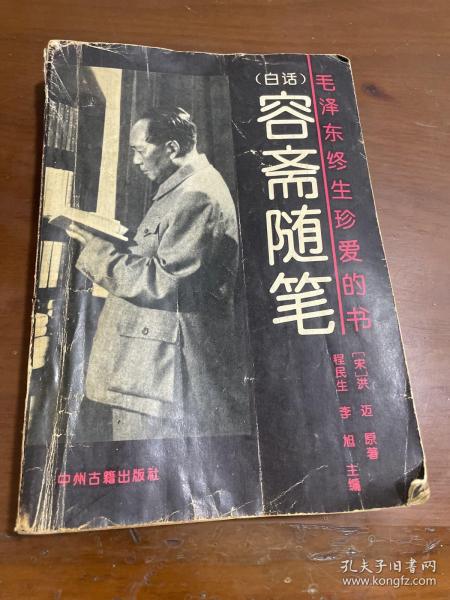 （白话）
容斋随笔
毛泽东终生珍爱的书
[宋]洪 迈 原著
程民生 李 旭 主编
中州古籍出版社
孔夫子旧书网
www.kongfz.com